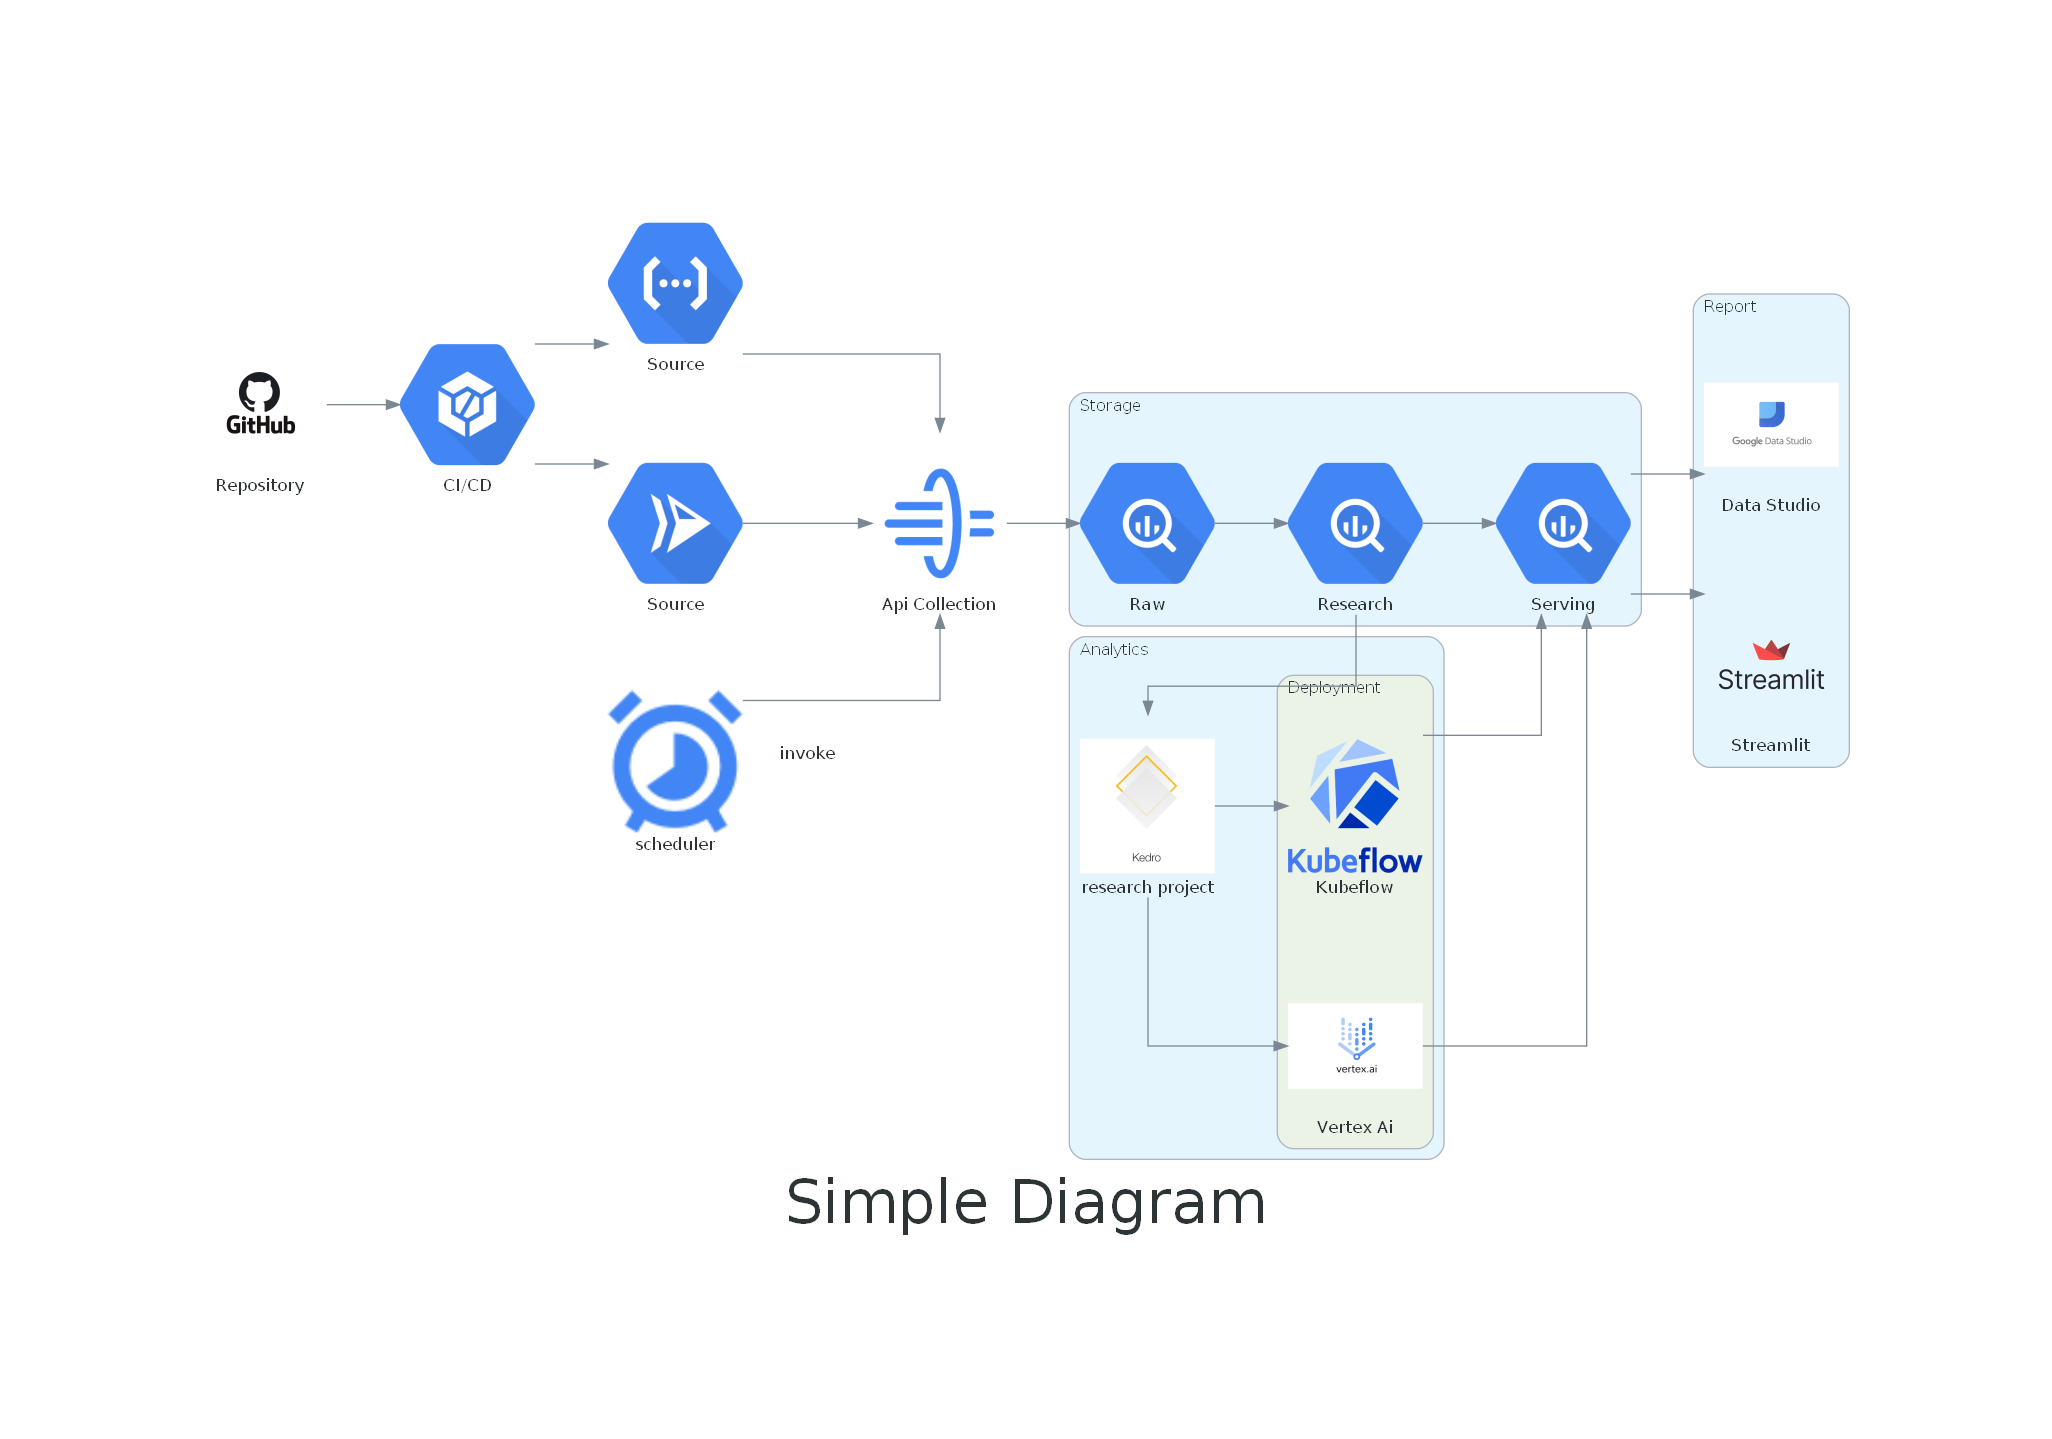 GitHub
Repository
CI/CD
Source
Source
Api Collection
invoke
scheduler
Storage
Raw
Research
Serving
Analytics
Deployment
Kedro
research project
Kubeflow
Kubeflow
vertex.ai
Vertex Ai
Report
Google Data Studio
Data Studio
Streamlit
Streamlit
Simple Diagram